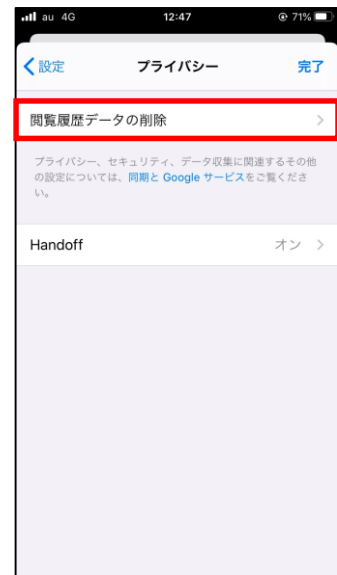 au 4G 12:47 71%
設定 プライバシー 完了
閲覧履歴データの削除
プライバシー、セキュリティ、データ収集に関連するその他
の設定については、同期と Google サービスをご覧くださ
い。
Handoff オン